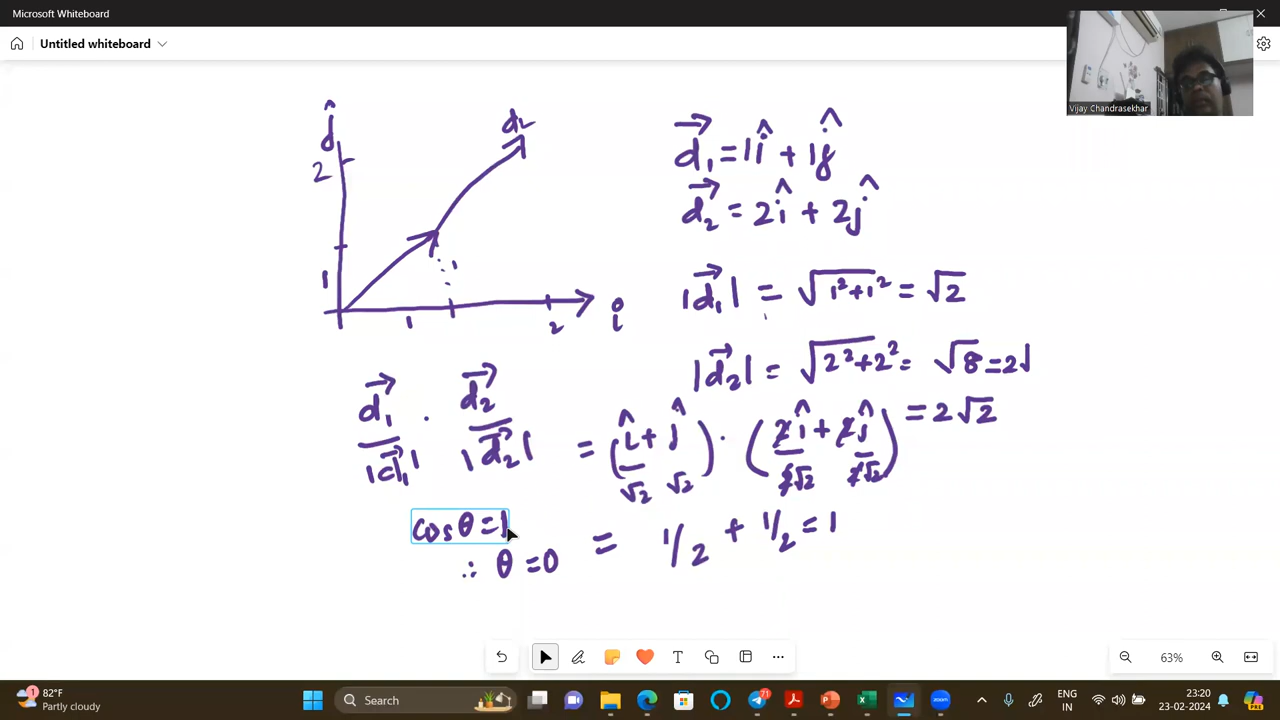 Microsoft Whiteboard
Untitled whiteboard
Vijay Chandrasekhar
ĵ
2
1
d2
1
2
î
d⃗₁ = 1î + 1ĵ
d⃗₂ = 2î + 2ĵ
|d⃗₁| = √1²+1² = √2
|d⃗₂| = √2²+2² = √8 = 2√
= 2√2
d⃗₁/|d⃗₁| · d⃗₂/|d⃗₂| = (î/√2 + ĵ/√2) · (2î/2√2 + 2ĵ/2√2)
cos θ = 1
= 1/2 + 1/2 = 1
∴ θ = 0
63%
1
82°F
Partly cloudy
Search
71
ENG
IN
23:20
23-02-2024